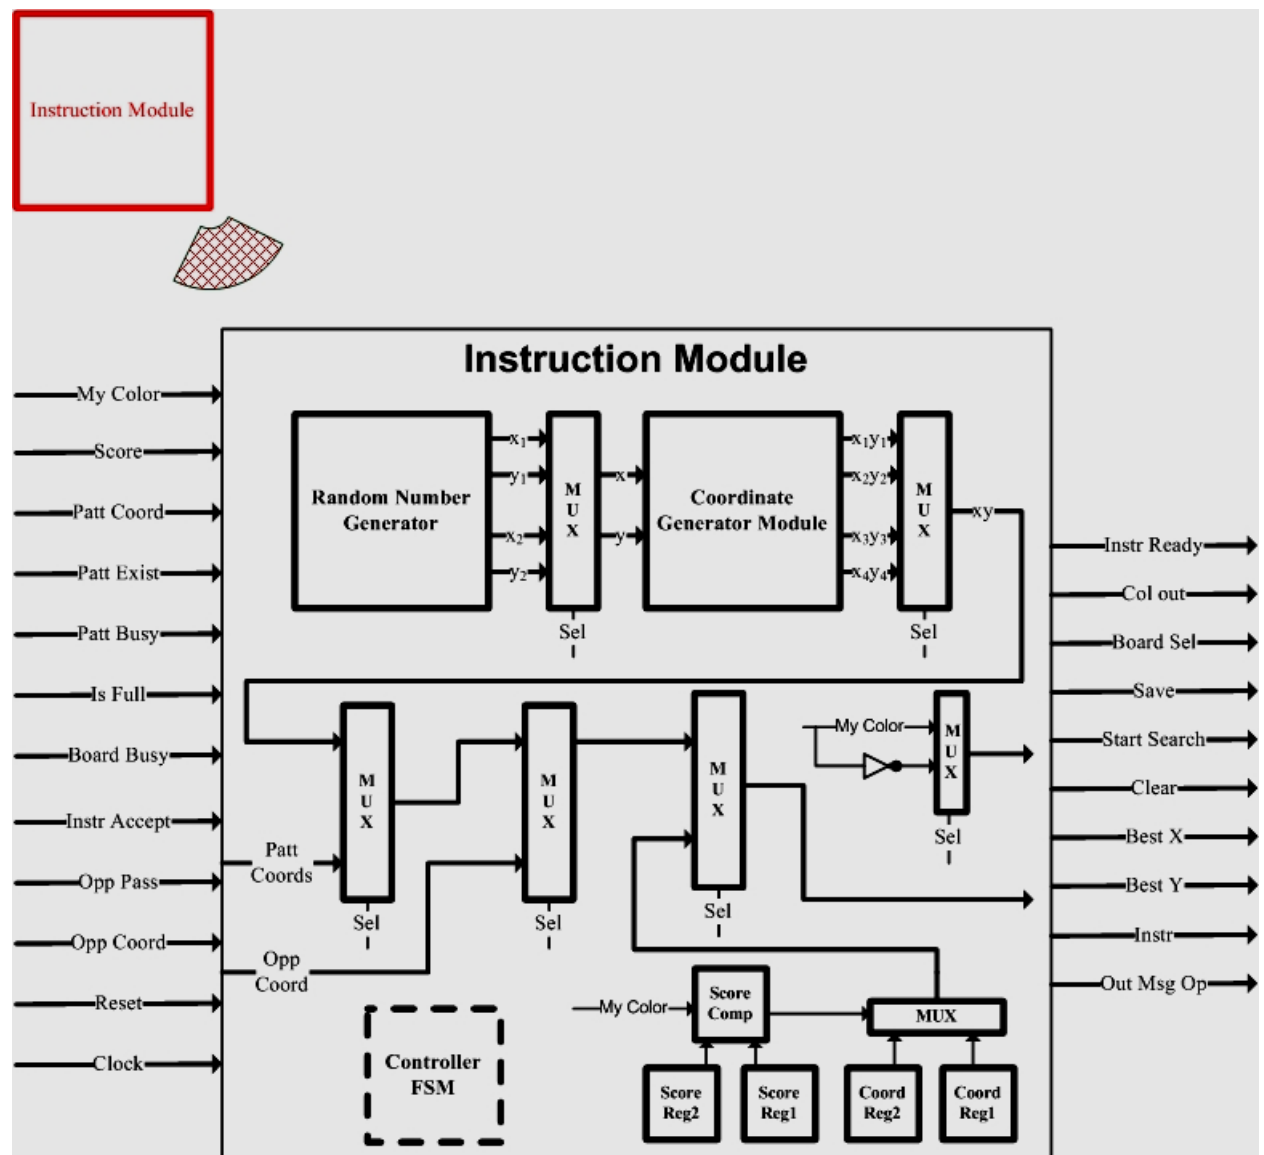 Instruction Module
Instruction Module
My Color
Score
Patt Coord
Patt Exist
Patt Busy
Is Full
Board Busy
Instr Accept
Opp Pass
Opp Coord
Reset
Clock
Random Number
Generator
x₁
y₁
x₂
y₂
M
U
X
Sel
x
y
Coordinate
Generator Module
x₁y₁
x₂y₂
x₃y₃
x₄y₄
M
U
X
Sel
xy
Patt
Coords
M
U
X
Sel
Opp
Coord
M
U
X
Sel
M
U
X
Sel
My Color
M
U
X
Sel
Controller
FSM
My Color
Score
Comp
MUX
Score
Reg2
Score
Reg1
Coord
Reg2
Coord
Reg1
Instr Ready
Col out
Board Sel
Save
Start Search
Clear
Best X
Best Y
Instr
Out Msg Op